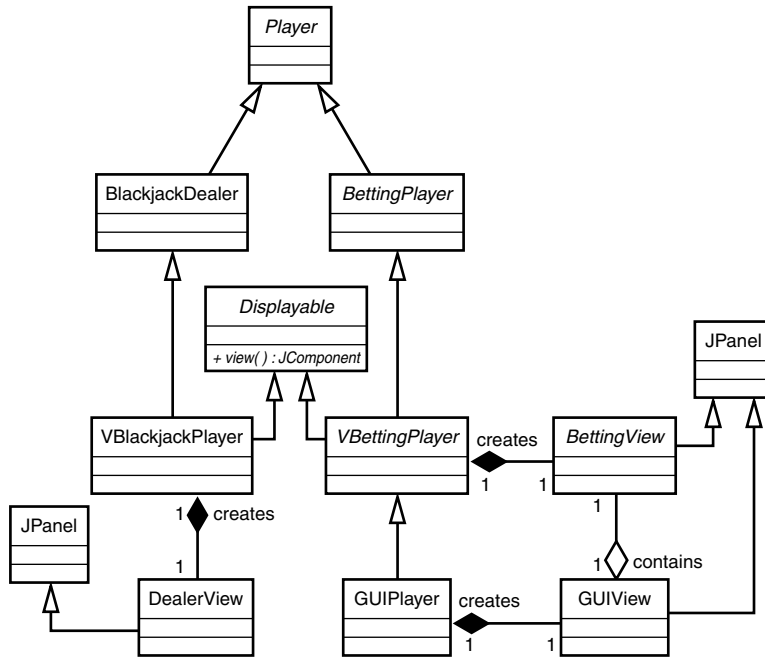 Player
BlackjackDealer
BettingPlayer
Displayable
+ view( ) : JComponent
JPanel
VBlackjackPlayer
VBettingPlayer
creates
1
1
BettingView
1
creates
1
JPanel
DealerView
GUIPlayer
creates
1
1
1
1
contains
GUIView